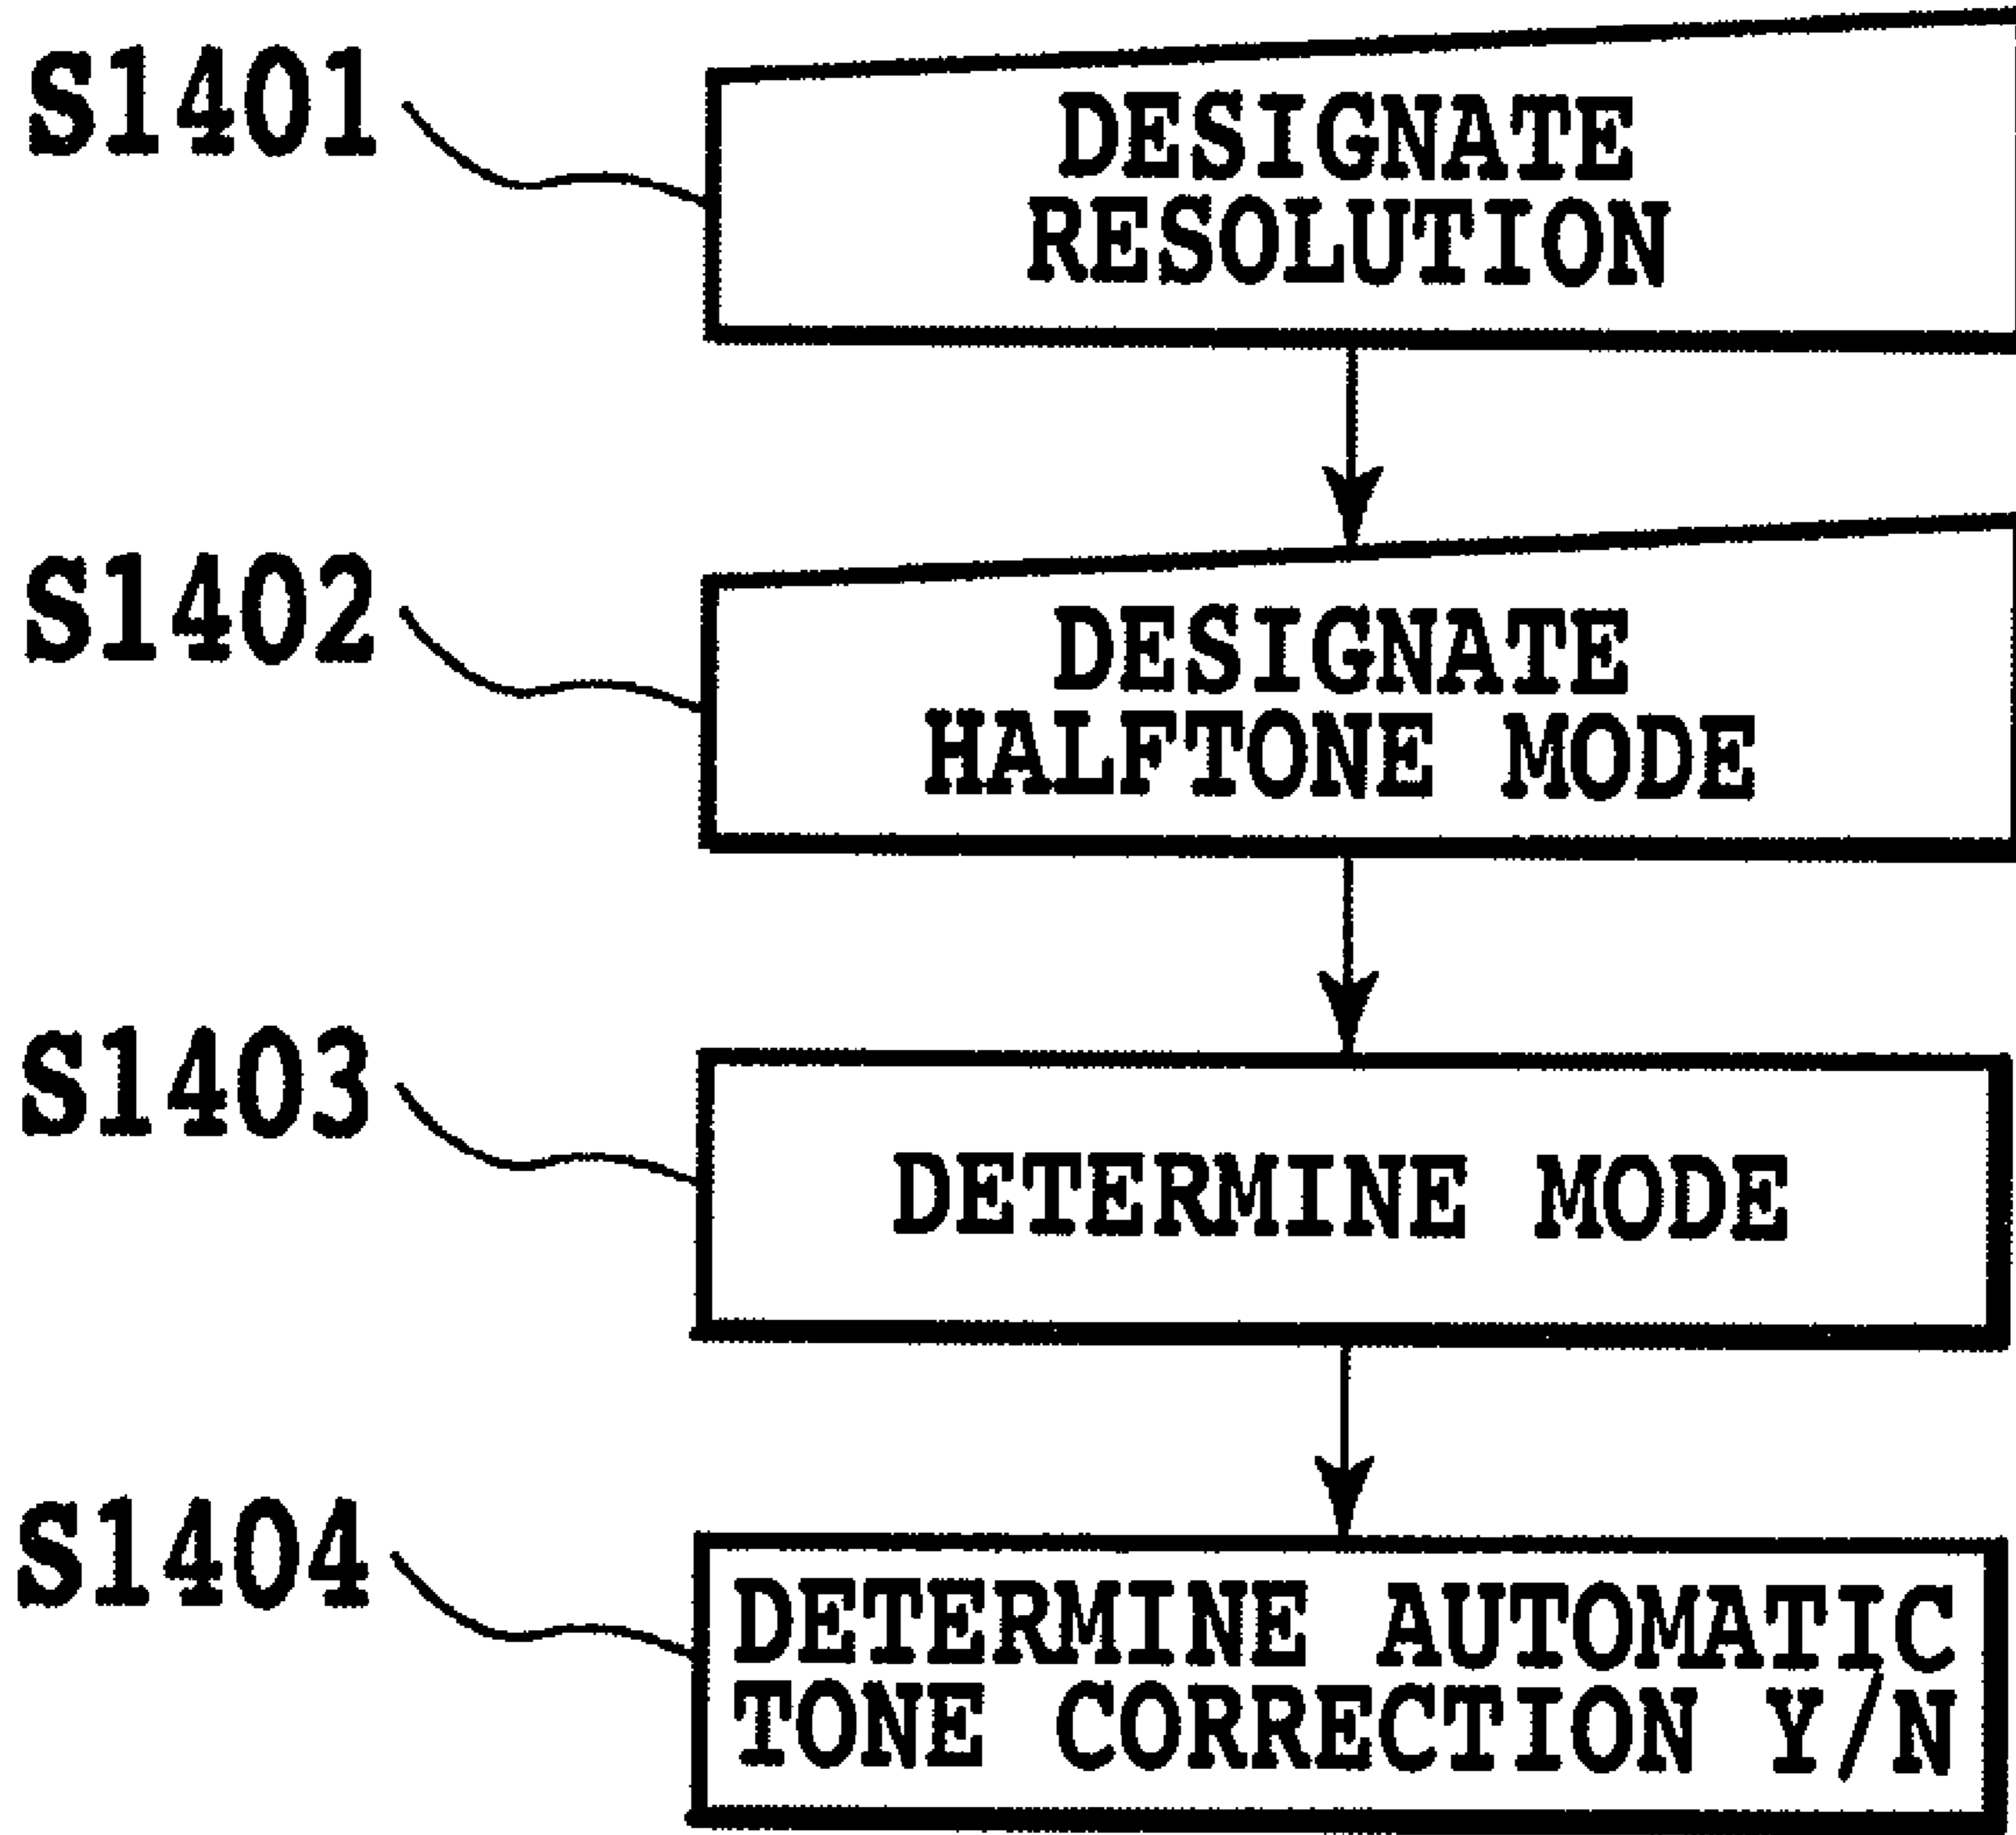 S1401
DESIGNATE
RESOLUTION
S1402
DESIGNATE
HALFTONE MODE
S1403
DETERMINE MODE
S1404
DETERMINE AUTOMATIC
TONE CORRECTION Y/N